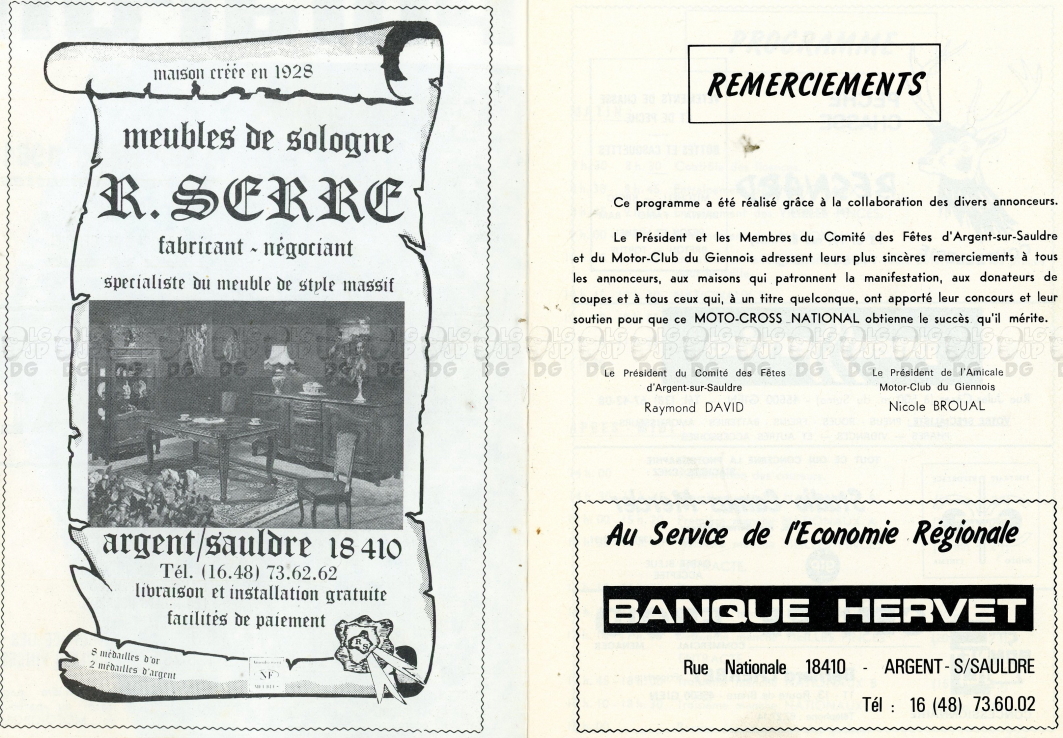 maison créée en 1928
meubles de sologne
R. SERRE
fabricant - négociant
specialiste du meuble de style massif
argent/sauldre 18410
Tél. (16.48) 73.62.62
livraison et installation gratuite
facilités de paiement
8 médailles d'or
2 médailles d'argent
NF
MEUBLES
RS
REMERCIEMENTS
Ce programme a été réalisé grâce à la collaboration des divers annonceurs.
Le Président et les Membres du Comité des Fêtes d'Argent-sur-Sauldre
et du Motor-Club du Giennois adressent leurs plus sincères remerciements à tous
les annonceurs, aux maisons qui patronnent la manifestation, aux donateurs de
coupes et à tous ceux qui, à un titre quelconque, ont apporté leur concours et leur
soutien pour que ce MOTO-CROSS NATIONAL obtienne le succès qu'il mérite.
Le Président du Comité des Fêtes
d'Argent-sur-Sauldre
Raymond DAVID
Le Président de l'Amicale
Motor-Club du Giennois
Nicole BROUAL
Au Service de l'Economie Régionale
BANQUE HERVET
Rue Nationale 18410 - ARGENT-S/SAULDRE
Tél : 16 (48) 73.60.02